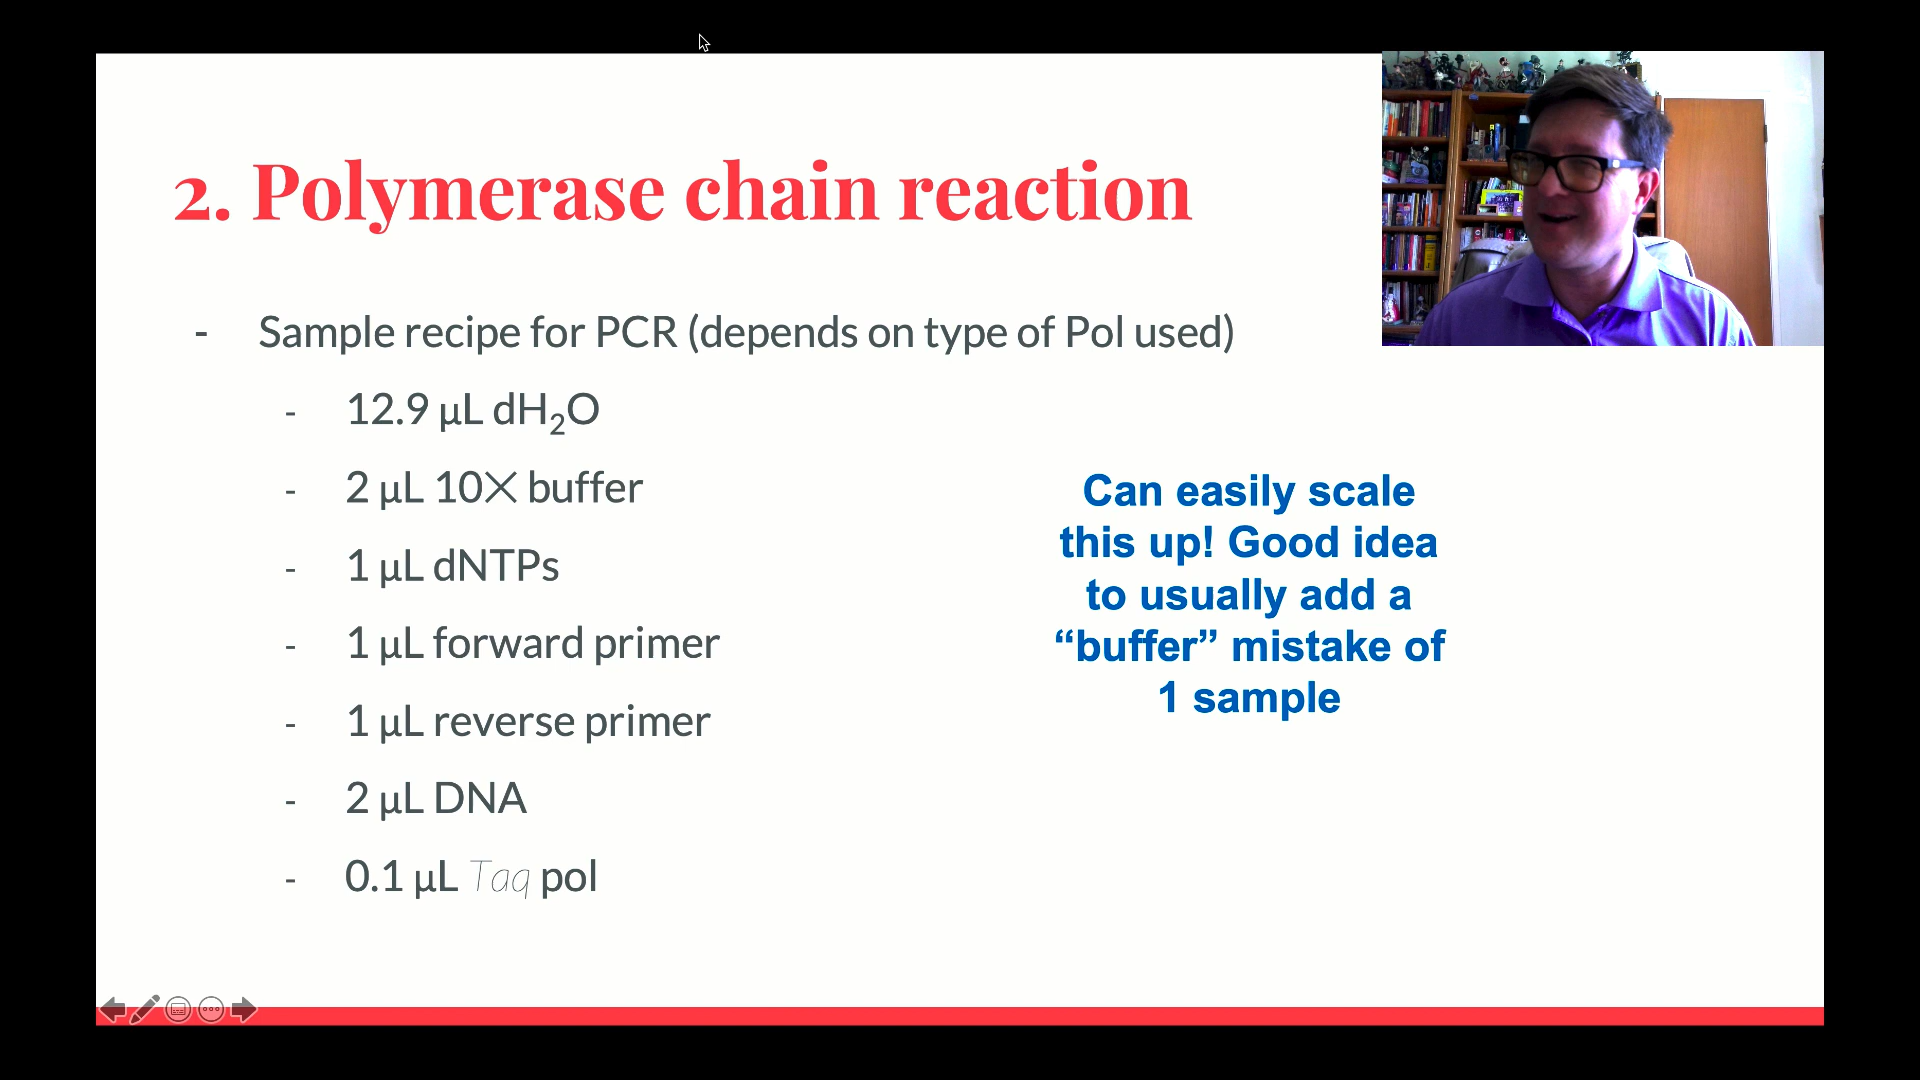 2. Polymerase chain reaction
- Sample recipe for PCR (depends on type of Pol used)
- 12.9 µL dH₂O
- 2 µL 10X buffer
- 1 µL dNTPs
- 1 µL forward primer
- 1 µL reverse primer
- 2 µL DNA
- 0.1 µL Taq pol
Can easily scale
this up! Good idea
to usually add a
“buffer” mistake of
1 sample